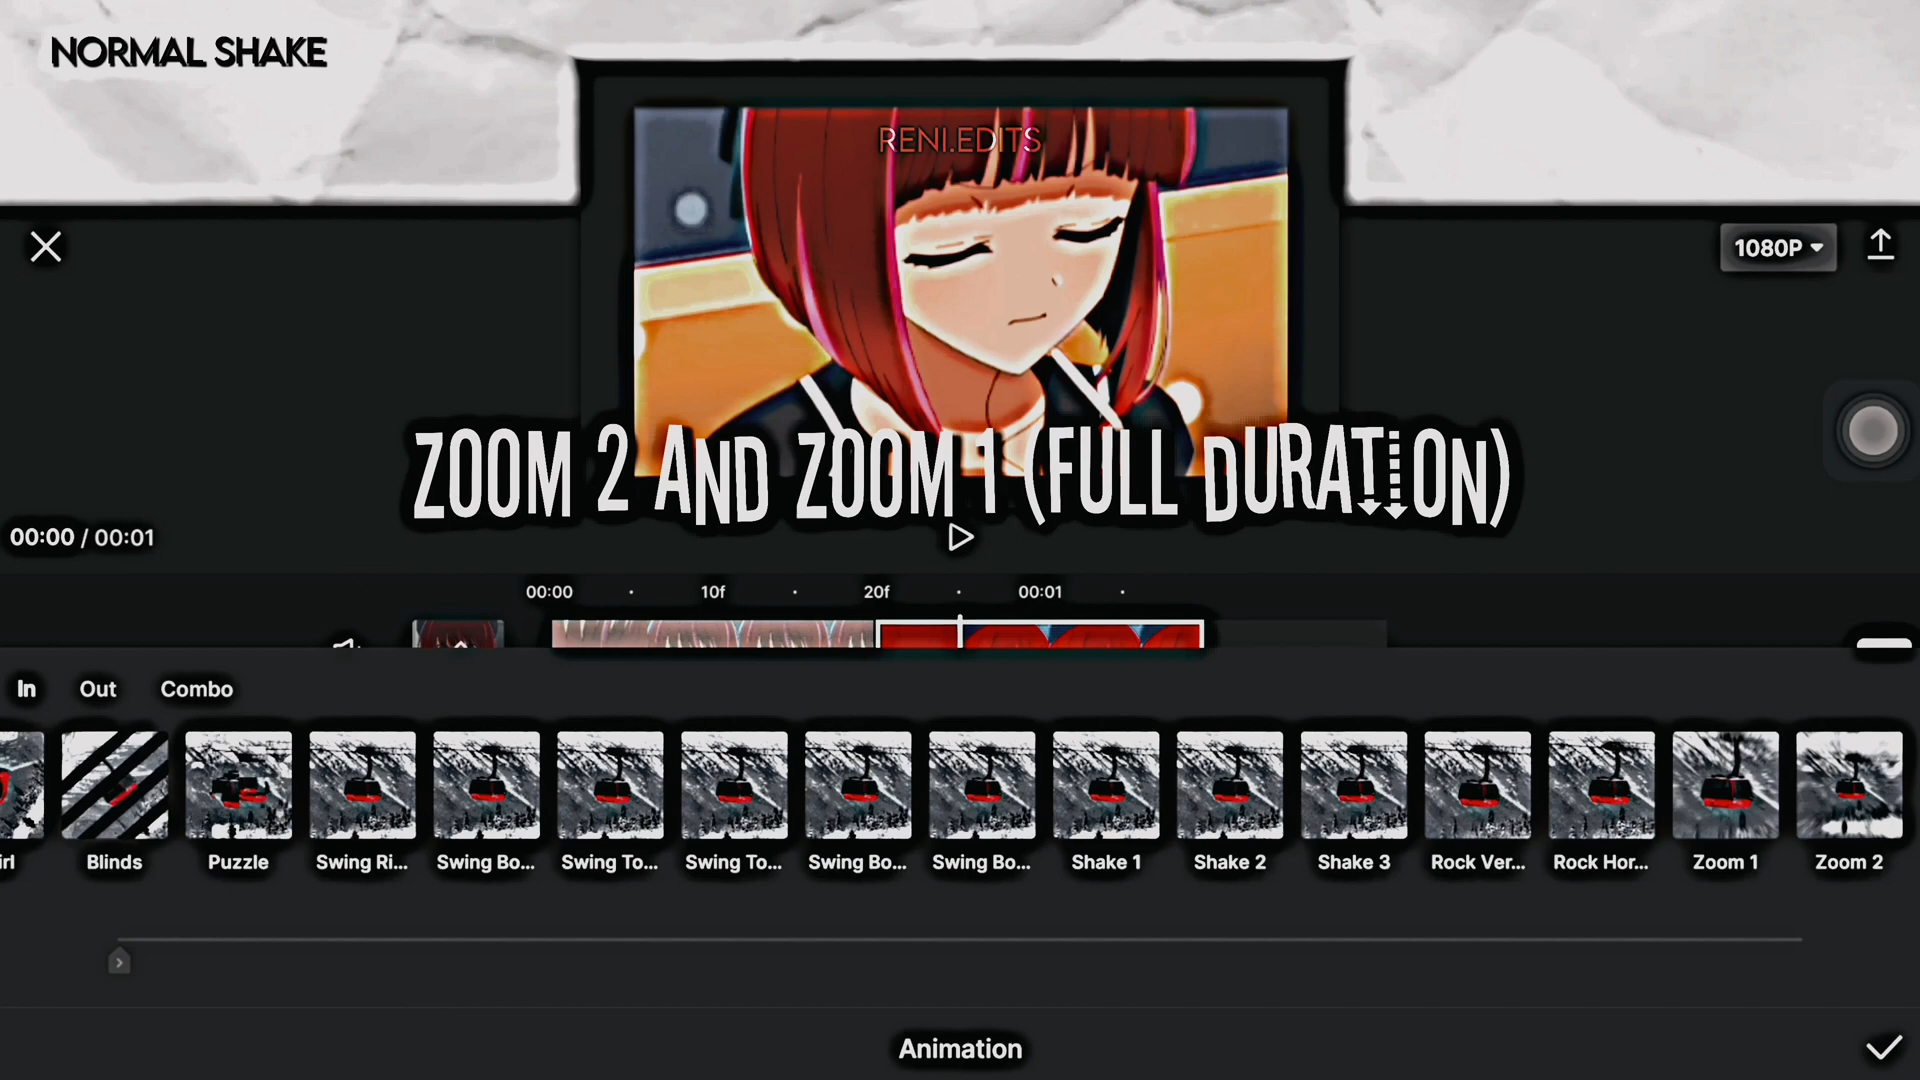 NORMAL SHAKE
RENI.EDITS
1080P
ZOOM 2 AND ZOOM 1 (FULL DURATION)
00:00 / 00:01
00:00 10f 20f 00:01
In Out Combo
irl Blinds Puzzle Swing Ri... Swing Bo... Swing To... Swing To... Swing Bo... Swing Bo... Shake 1 Shake 2 Shake 3 Rock Ver... Rock Hor... Zoom 1 Zoom 2
Animation